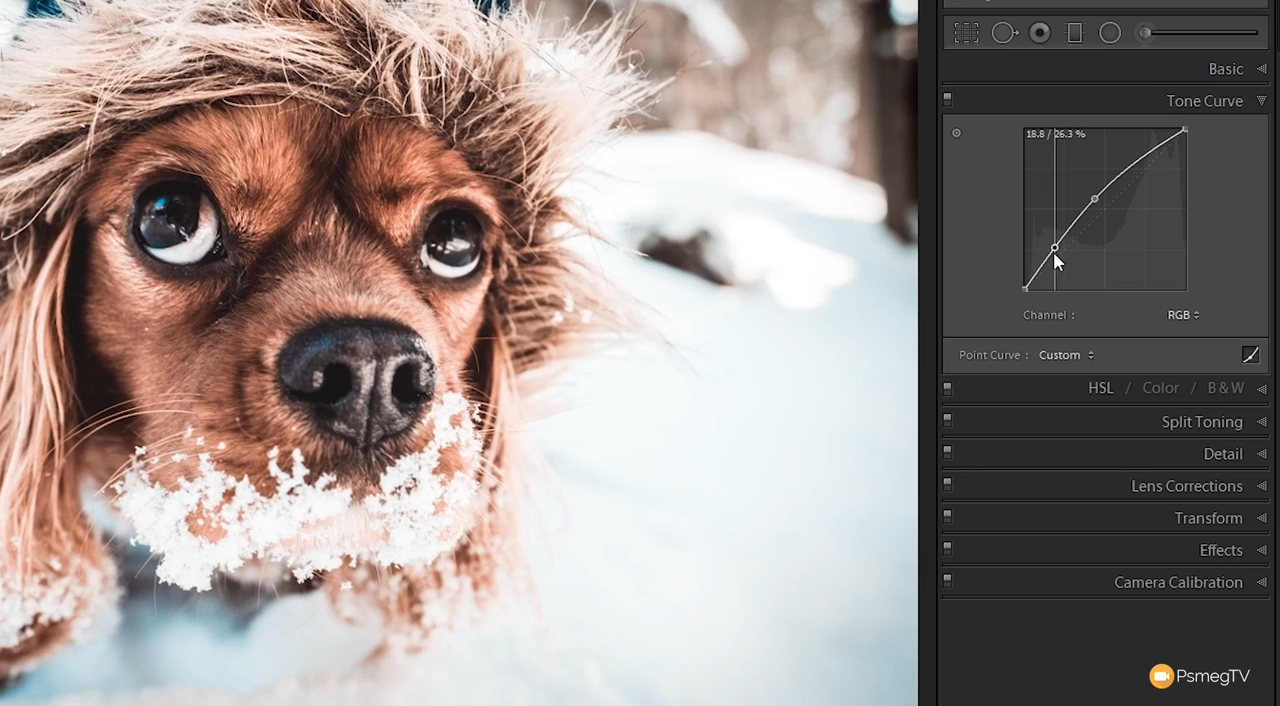 Basic
Tone Curve
18.8 / 26.3 %
Channel : RGB
Point Curve : Custom
HSL / Color / B & W
Split Toning
Detail
Lens Corrections
Transform
Effects
Camera Calibration
PsmegTV